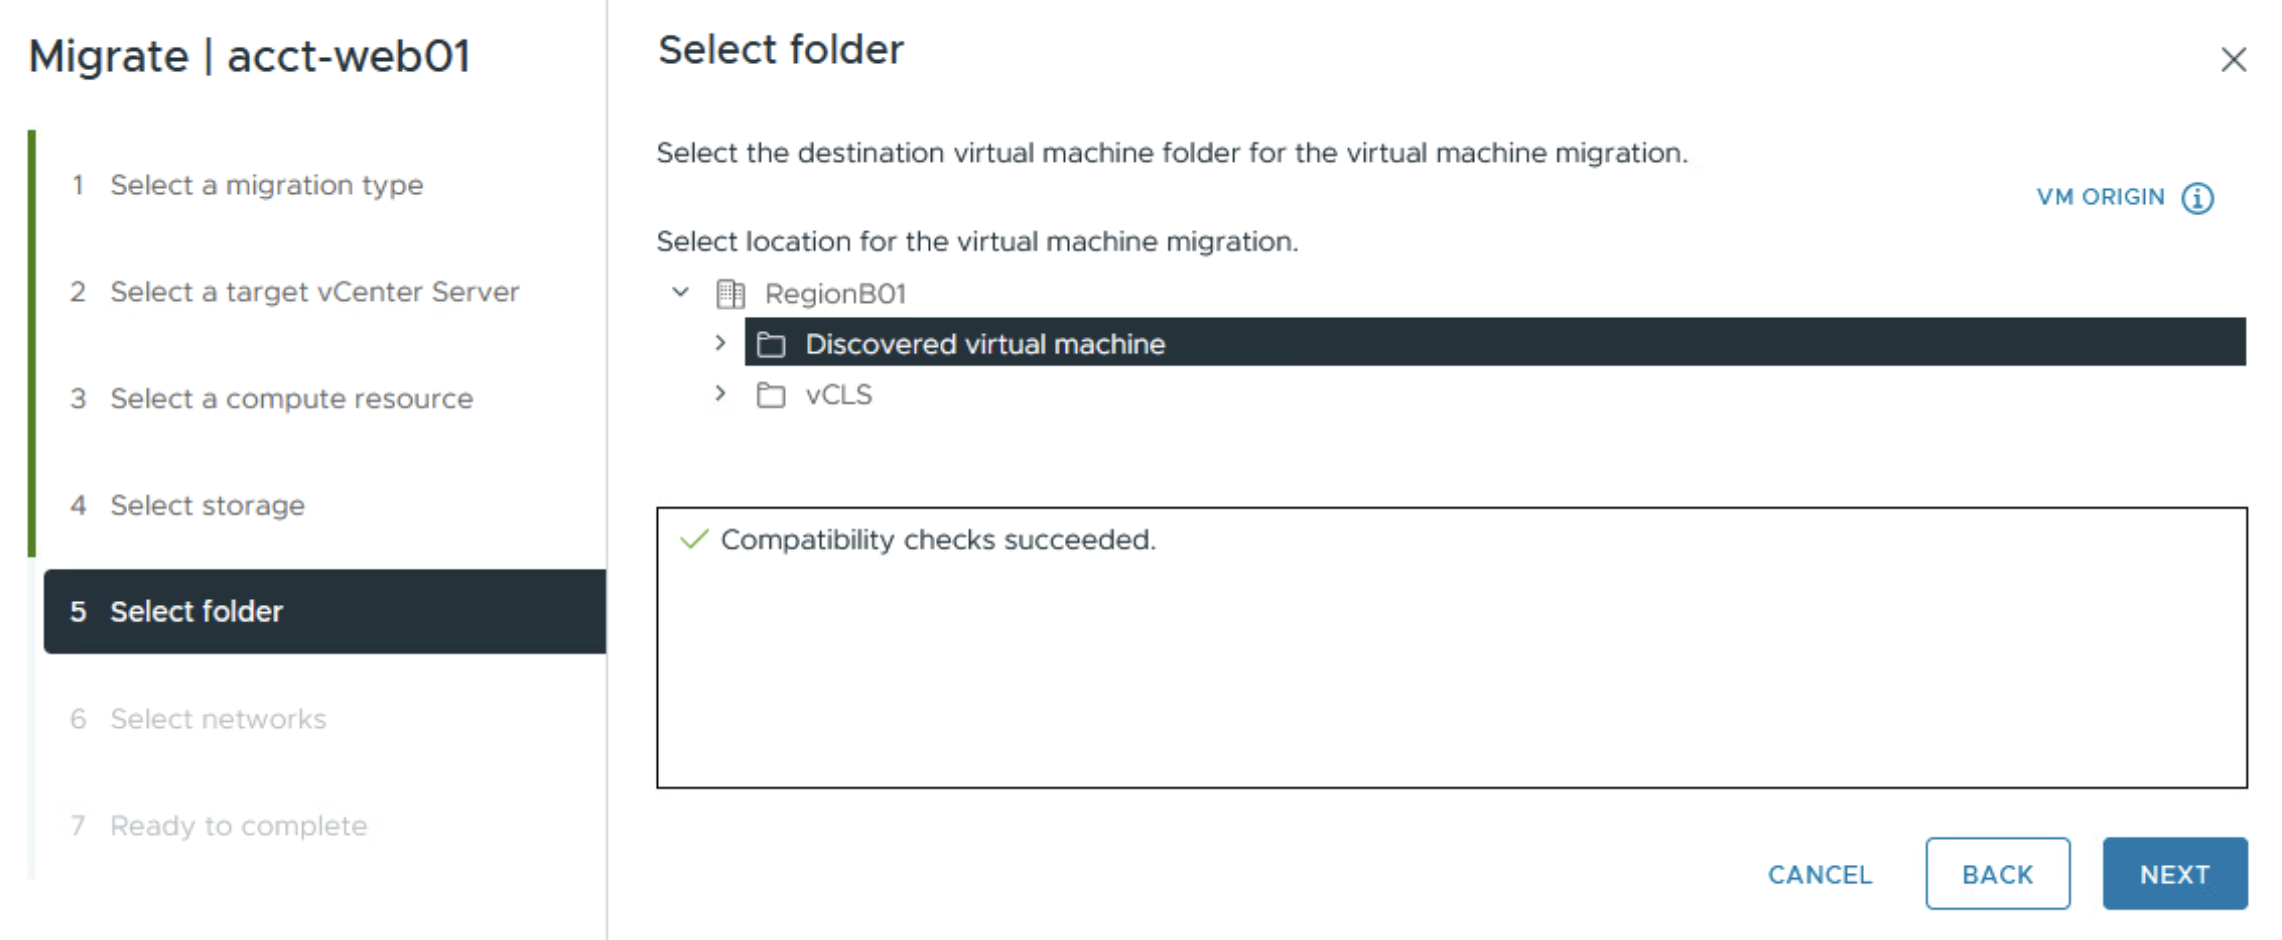 Migrate | acct-web01
1 Select a migration type
2 Select a target vCenter Server
3 Select a compute resource
4 Select storage
5 Select folder
6 Select networks
7 Ready to complete
Select folder
Select the destination virtual machine folder for the virtual machine migration.
VM ORIGIN
Select location for the virtual machine migration.
RegionB01
Discovered virtual machine
vCLS
Compatibility checks succeeded.
CANCEL
BACK
NEXT